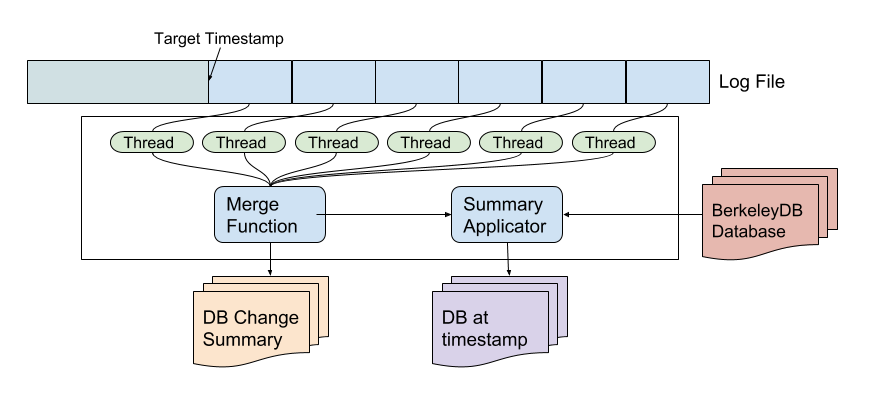 Target Timestamp
Log File
Thread
Thread
Thread
Thread
Thread
Thread
Merge
Function
Summary
Applicator
BerkeleyDB
Database
DB Change
Summary
DB at
timestamp